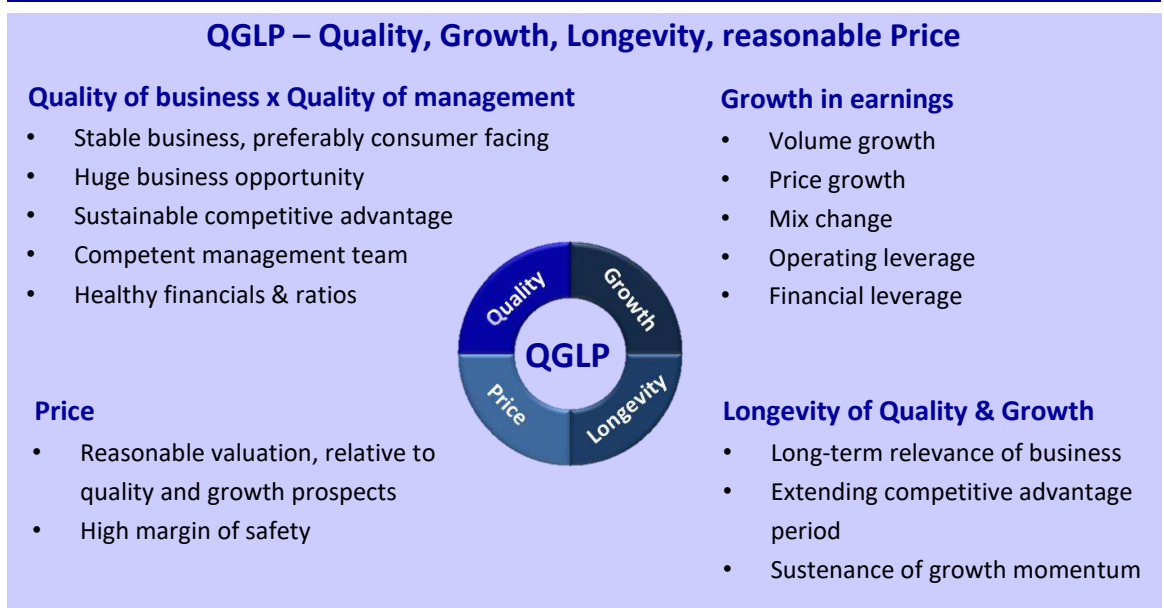 QGLP – Quality, Growth, Longevity, reasonable Price
Quality of business x Quality of management
• Stable business, preferably consumer facing
• Huge business opportunity
• Sustainable competitive advantage
• Competent management team
• Healthy financials & ratios
Growth in earnings
• Volume growth
• Price growth
• Mix change
• Operating leverage
• Financial leverage
Quality
Growth
QGLP
Price
Longevity
Price
• Reasonable valuation, relative to
quality and growth prospects
• High margin of safety
Longevity of Quality & Growth
• Long-term relevance of business
• Extending competitive advantage
period
• Sustenance of growth momentum